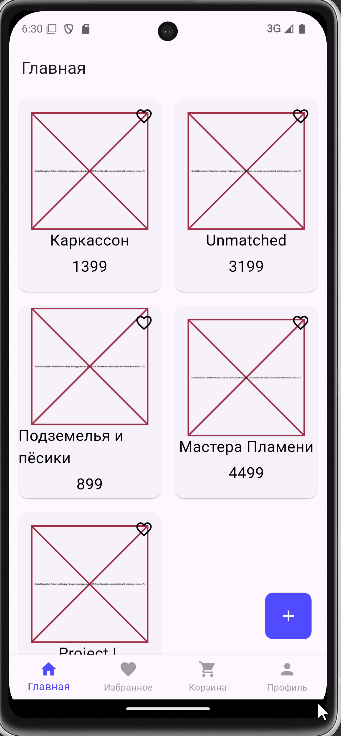 6:30
3G
Главная
Каркассон
1399
Unmatched
3199
Подземелья и
пёсики
899
Мастера Пламени
4499
Project L
+
Главная
Избранное
Корзина
Профиль